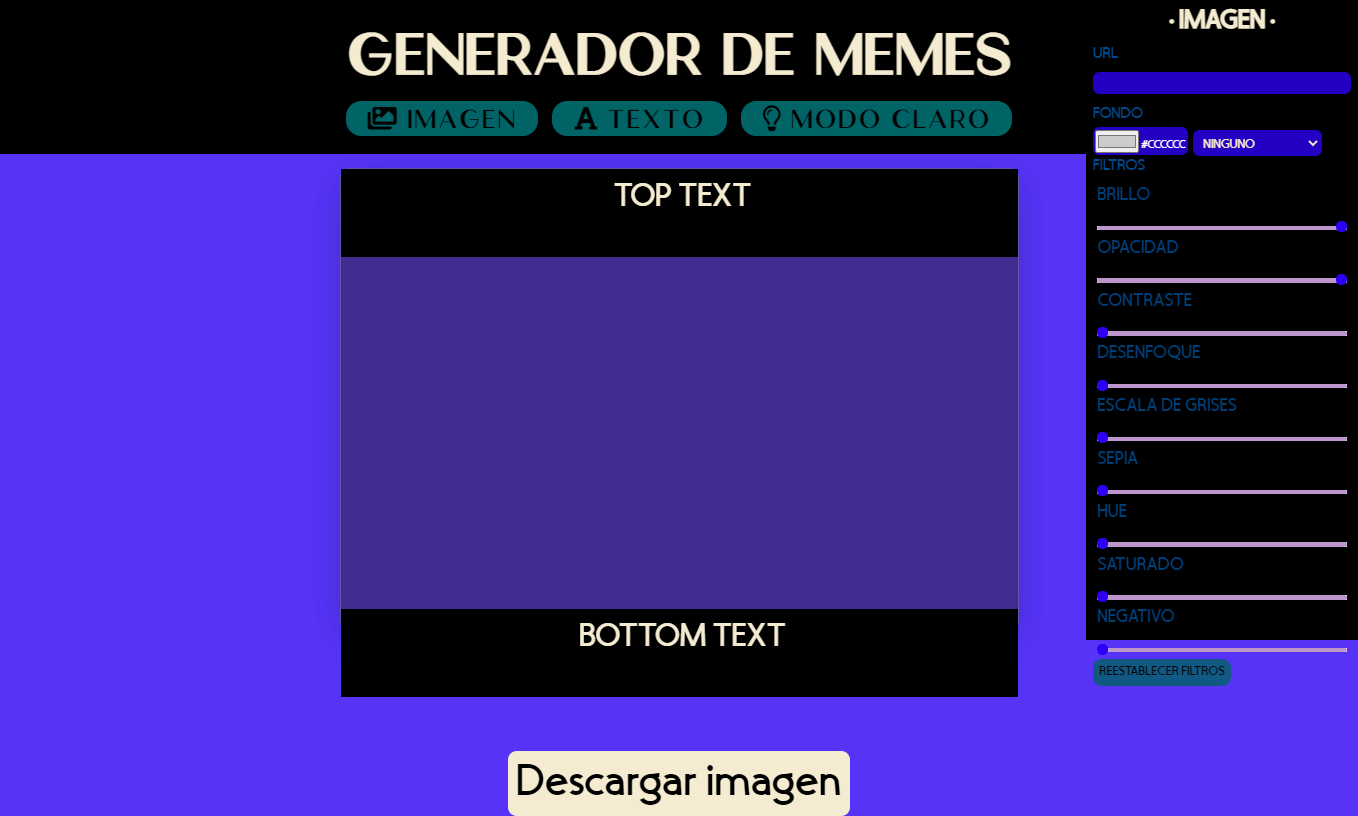 GENERADOR DE MEMES
IMAGEN
TEXTO
MODO CLARO
TOP TEXT
BOTTOM TEXT
Descargar imagen
• IMAGEN •
URL
FONDO
#CCCCCC
NINGUNO
FILTROS
BRILLO
OPACIDAD
CONTRASTE
DESENFOQUE
ESCALA DE GRISES
SEPIA
HUE
SATURADO
NEGATIVO
REESTABLECER FILTROS